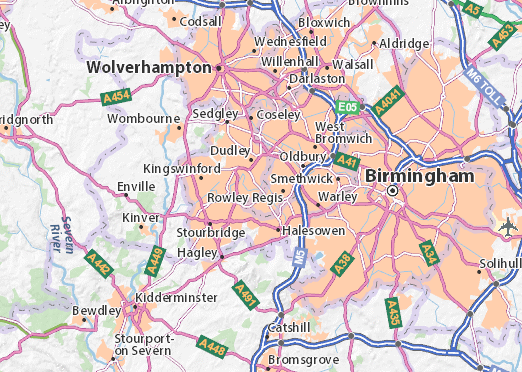 Albrighton
Brownhills
Codsall
Bloxwich
A5
Wednesfield
A453
Aldridge
Willenhall
Walsall
Wolverhampton
M6 TOLL
Darlaston
A454
E05
A4041
Sedgley
Coseley
Wombourne
West
Bromwich
Dudley
Oldbury
A41
Kingswinford
Smethwick
Birmingham
Enville
Rowley Regis
Warley
Severn
River
Kinver
Stourbridge
Halesowen
A449
A442
Hagley
M5
A38
A34
Solihull
A491
Kidderminster
Bewdley
A435
Stourport-
on Severn
Catshill
A448
Bromsgrove